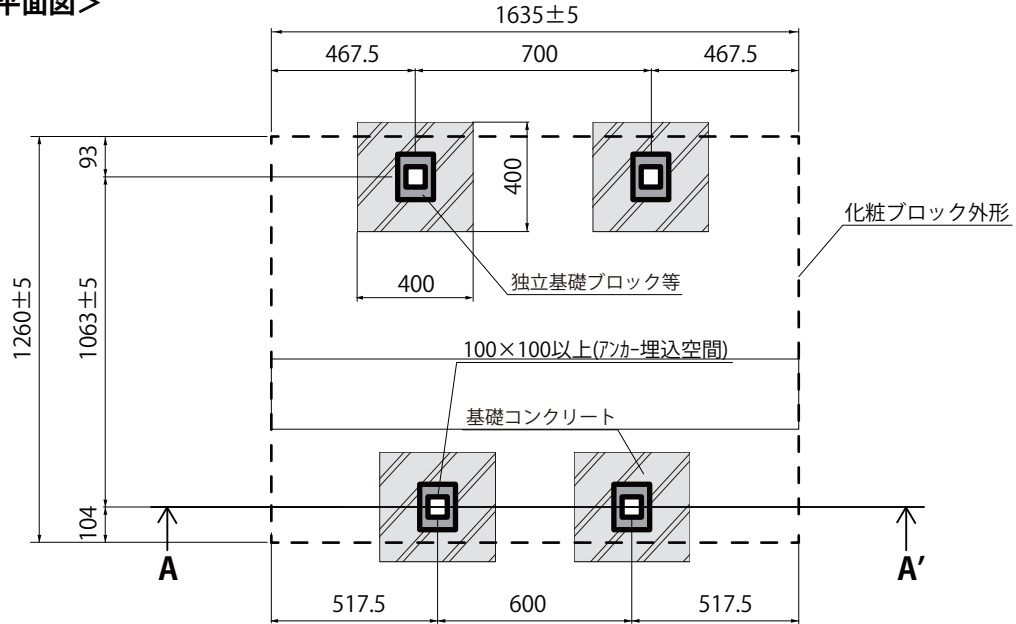 平面図＞
1635±5
467.5
700
467.5
93
400
化粧ブロック外形
400
独立基礎ブロック等
1260±5
1063±5
100×100以上(ｱﾝｶｰ埋込空間)
基礎コンクリート
104
A
A′
517.5
600
517.5